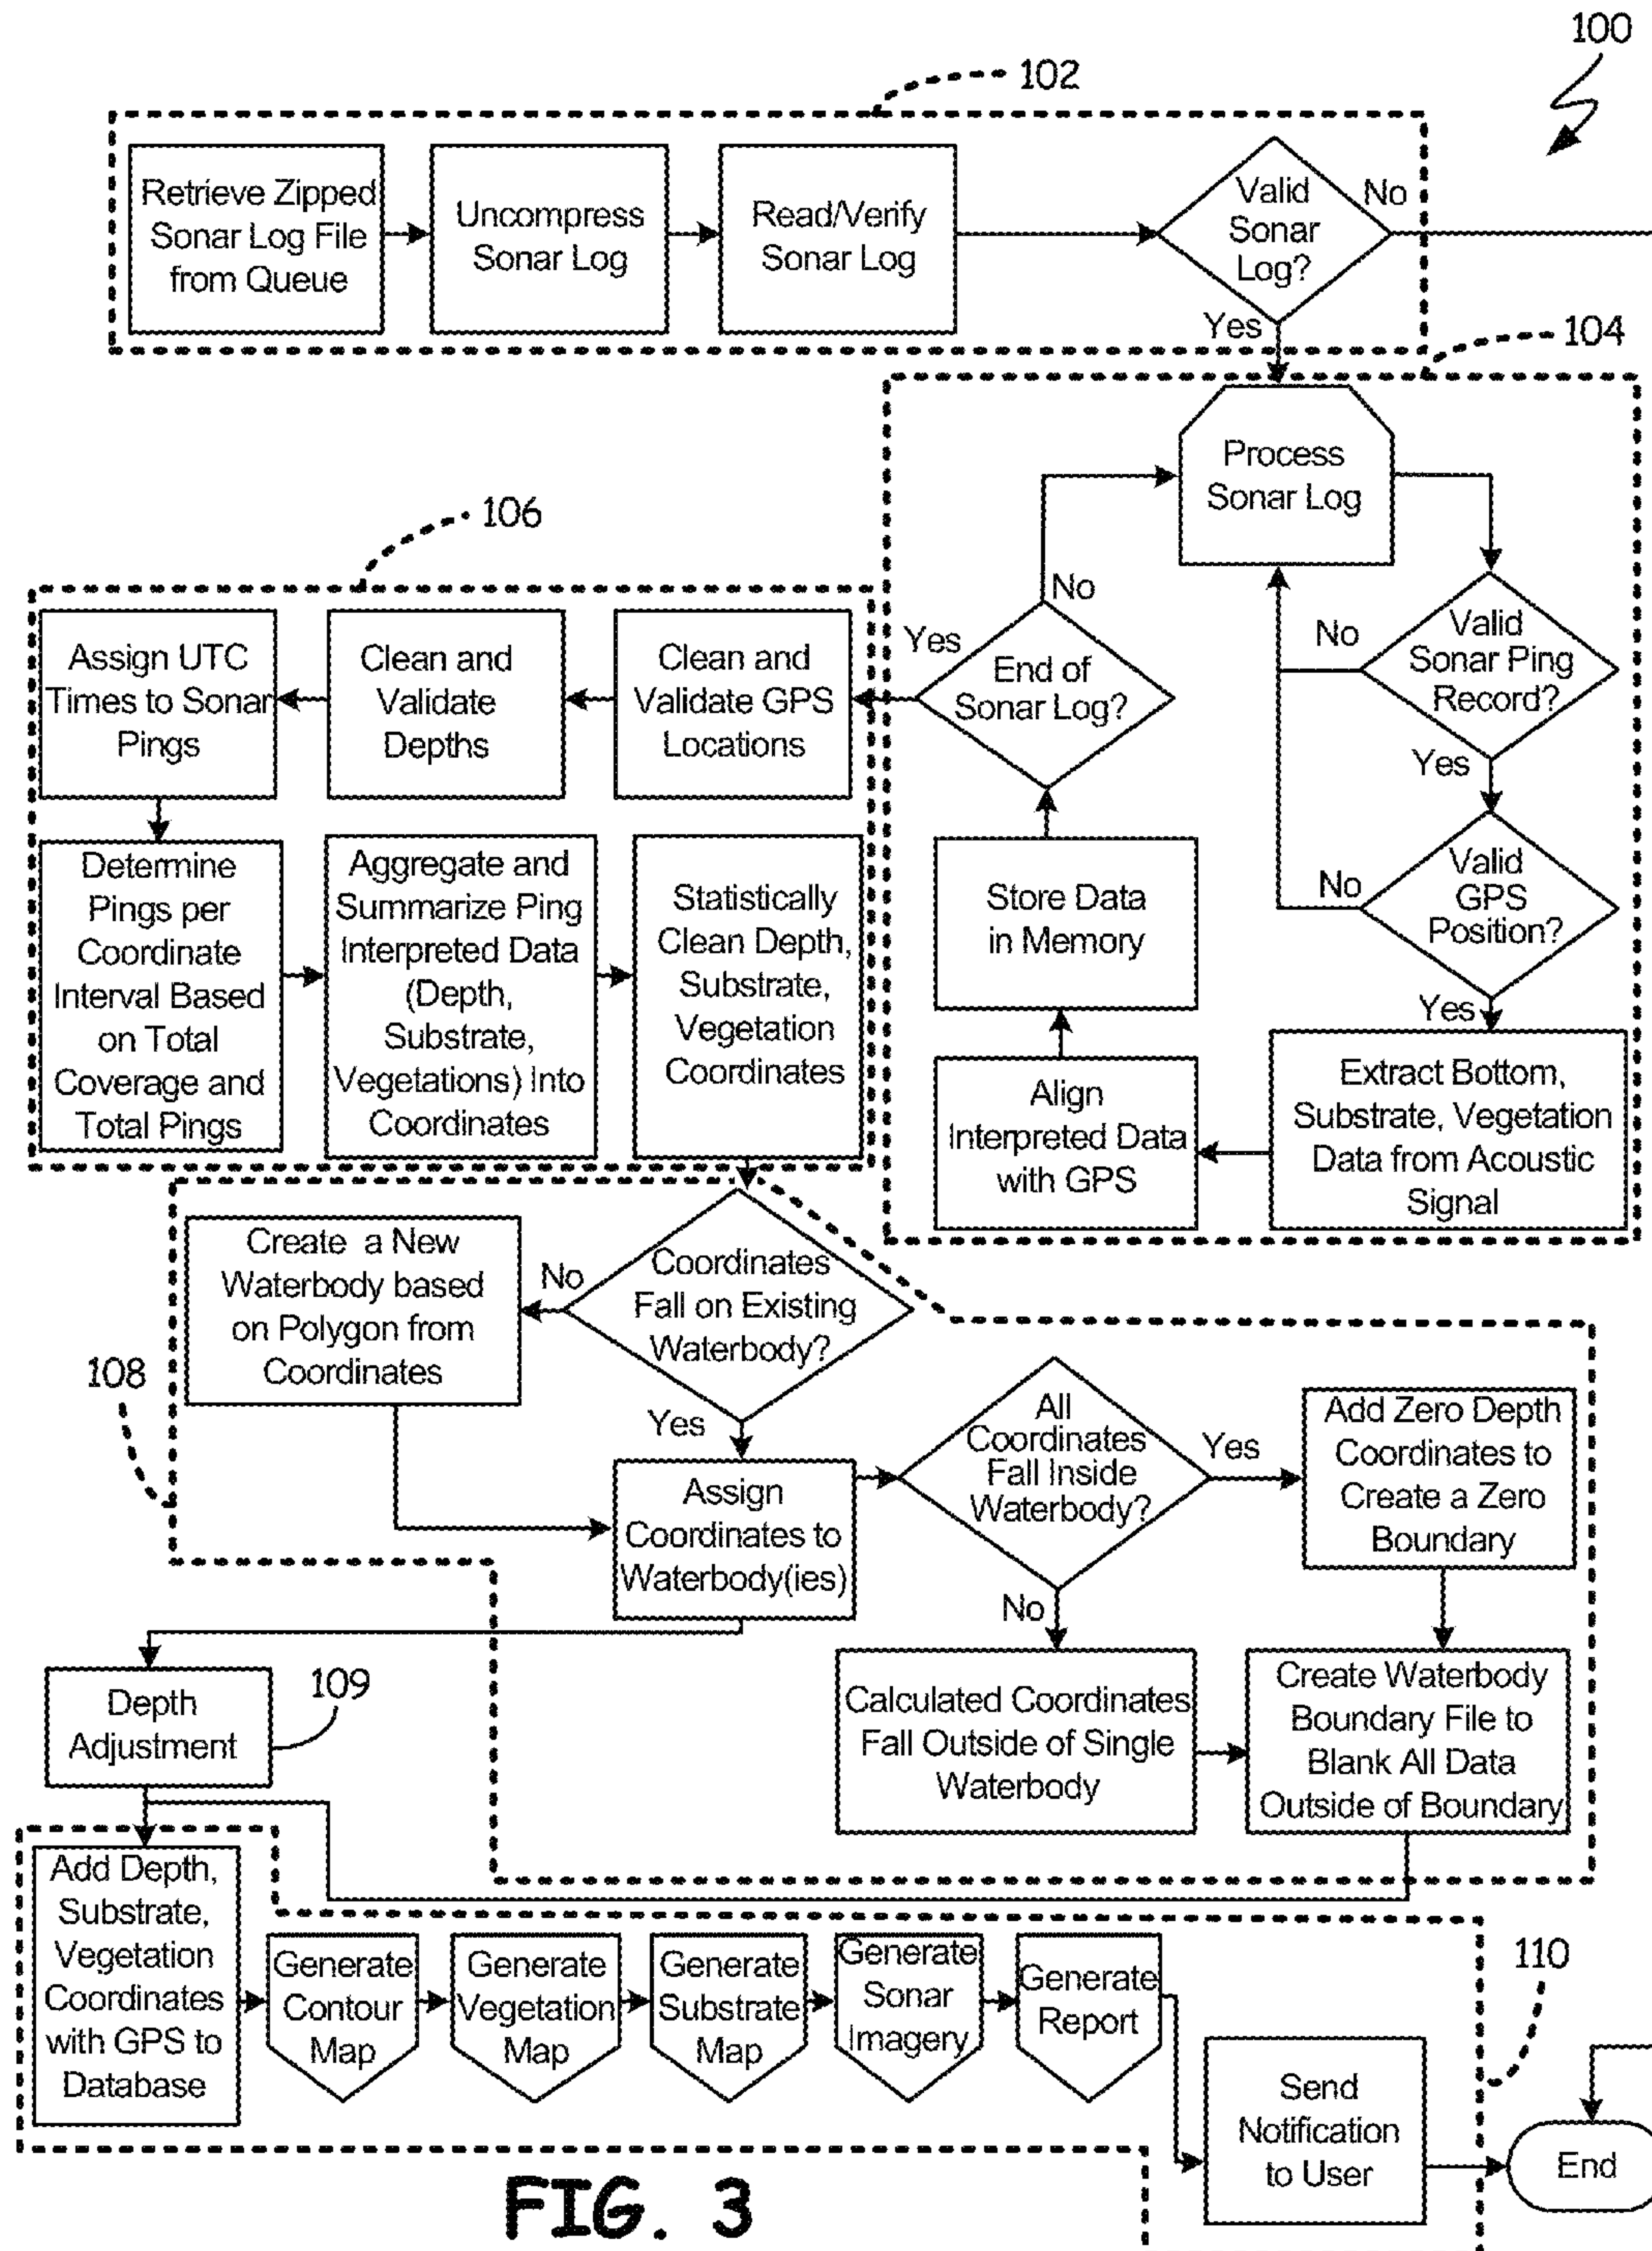 100
102
Retrieve Zipped
Sonar Log File
from Queue
Uncompress
Sonar Log
Read/Verify
Sonar Log
Valid
Sonar
Log?
No
Yes
104
Process
Sonar Log
No
Valid
Sonar Ping
Record?
Yes
No
Valid
GPS
Position?
Yes
Extract Bottom,
Substrate, Vegetation
Data from Acoustic
Signal
Align
Interpreted Data
with GPS
Store Data
in Memory
End of
Sonar Log?
No
Yes
106
Clean and
Validate GPS
Locations
Clean and
Validate
Depths
Assign UTC
Times to Sonar
Pings
Determine
Pings per
Coordinate
Interval Based
on Total
Coverage and
Total Pings
Aggregate and
Summarize Ping
Interpreted Data
(Depth,
Substrate,
Vegetations) Into
Coordinates
Statistically
Clean Depth,
Substrate,
Vegetation
Coordinates
108
Coordinates
Fall on Existing
Waterbody?
No
Create a New
Waterbody based
on Polygon from
Coordinates
Yes
Assign
Coordinates to
Waterbody(ies)
All
Coordinates
Fall Inside
Waterbody?
Yes
Add Zero Depth
Coordinates to
Create a Zero
Boundary
No
Calculated Coordinates
Fall Outside of Single
Waterbody
Create Waterbody
Boundary File to
Blank All Data
Outside of Boundary
Depth
Adjustment
109
Add Depth,
Substrate,
Vegetation
Coordinates
with GPS to
Database
Generate
Contour
Map
Generate
Vegetation
Map
Generate
Substrate
Map
Generate
Sonar
Imagery
Generate
Report
110
Send
Notification
to User
End
FIG. 3